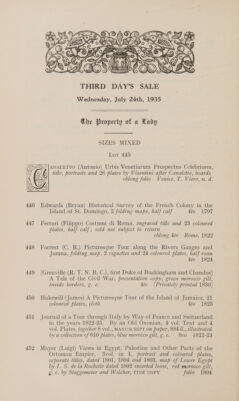 THIRD DAY'S SALE
Wednesday, July 24th, 1935
The Property of a Lady
SIZES MIXED
LOT 445
CANALETTO (Antonio) Urbis Venetiarum Prospectus Celebriores,
title, portraits and 26 plates by Visentini after Canaletto, boards
oblong folio Venice, T. Viero, n. d.
446 Edwards (Bryan) Historical Survey of the French Colony in the
Island of St. Domingo, 2 folding maps, half calf 4to 1797
447 Ferrari (Filippo) Costumi di Roma, engraved title and 23 coloured
plates, half calf; sold not subject to return
oblong 4to Rome, 1822
448 Forrest (C. R.) Picturesque Tour along the Rivers Ganges and
Jumna, folding map, 2 vignettes and 24 coloured plates, half roan
4to 1824
449 [Grenville (R. T. N. B. C.), first Duke of Buckingham and Chandos]
A Tale of the Civil War, presentation copy, green morocco gilt,
inside borders, g. e. 4to [Privately printed 1850]
450 Hakewill (James) A Picturesque Tour of the Island of Jamaica, 21
coloured plates, cloth 4to 1825
451 Journal of a Tour through Italy by Way of France and Switzerland
in the years 1822-23. By an Old Oxonian, 4 vol. Text and 4
vol. Plates, together 8 vol., MANUSCRIPT on paper, 884 ll., illustrated
by a collection of 610 plates, blue morocco gilt, g. e. 8vo 1822-23
452 Mayer (Luigi) Views in Egypt, Palestine and Other Parts of the
Ottoman Empire, 3vol. in 1, portrait and coloured plates,
separate titles, dated 1801, 1804 and 1803, map of Lower Egypt
by L. S. de la Rochette dated 1802 inserted loose, red morocco gilt,
g. e. by Staggemeier and Welcher, FINE COPY folio 1804